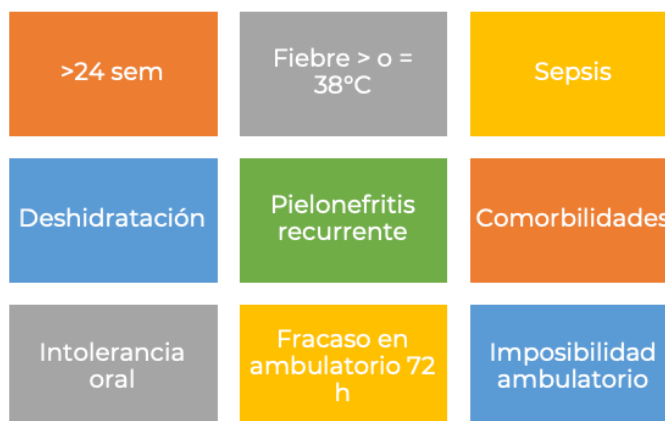 >24 sem
Fiebre > o =
38°C
Sepsis
Deshidratación
Pielonefritis
recurrente
Comorbilidades
Intolerancia
oral
Fracaso en
ambulatorio 72
h
Imposibilidad
ambulatorio